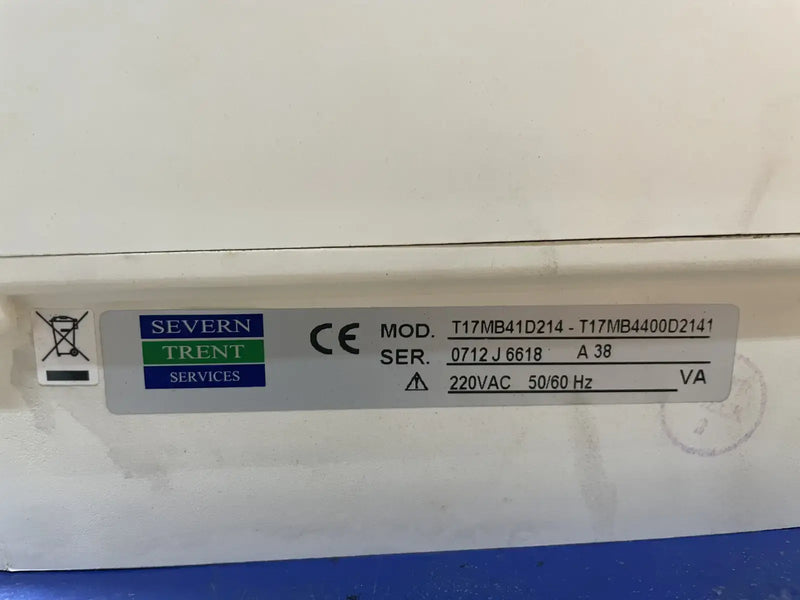 SEVERN
TRENT
SERVICES
CE
MOD. T17MB41D214 - T17MB4400D2141
SER. 0712 J 6618 A 38
220VAC 50/60 Hz VA